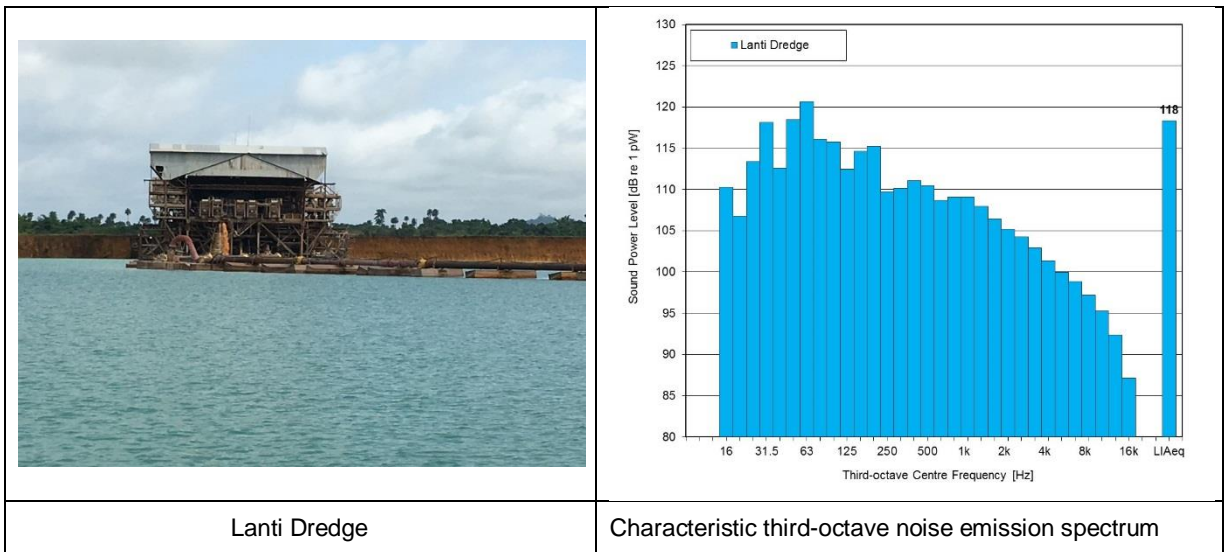 130
125
120
115
110
105
100
95
90
85
80
Sound Power Level [dB re 1 pW]
Lanti Dredge
118
16 31.5 63 125 250 500 1k 2k 4k 8k 16k LIAeq
Third-octave Centre Frequency [Hz]
Lanti Dredge
Characteristic third-octave noise emission spectrum